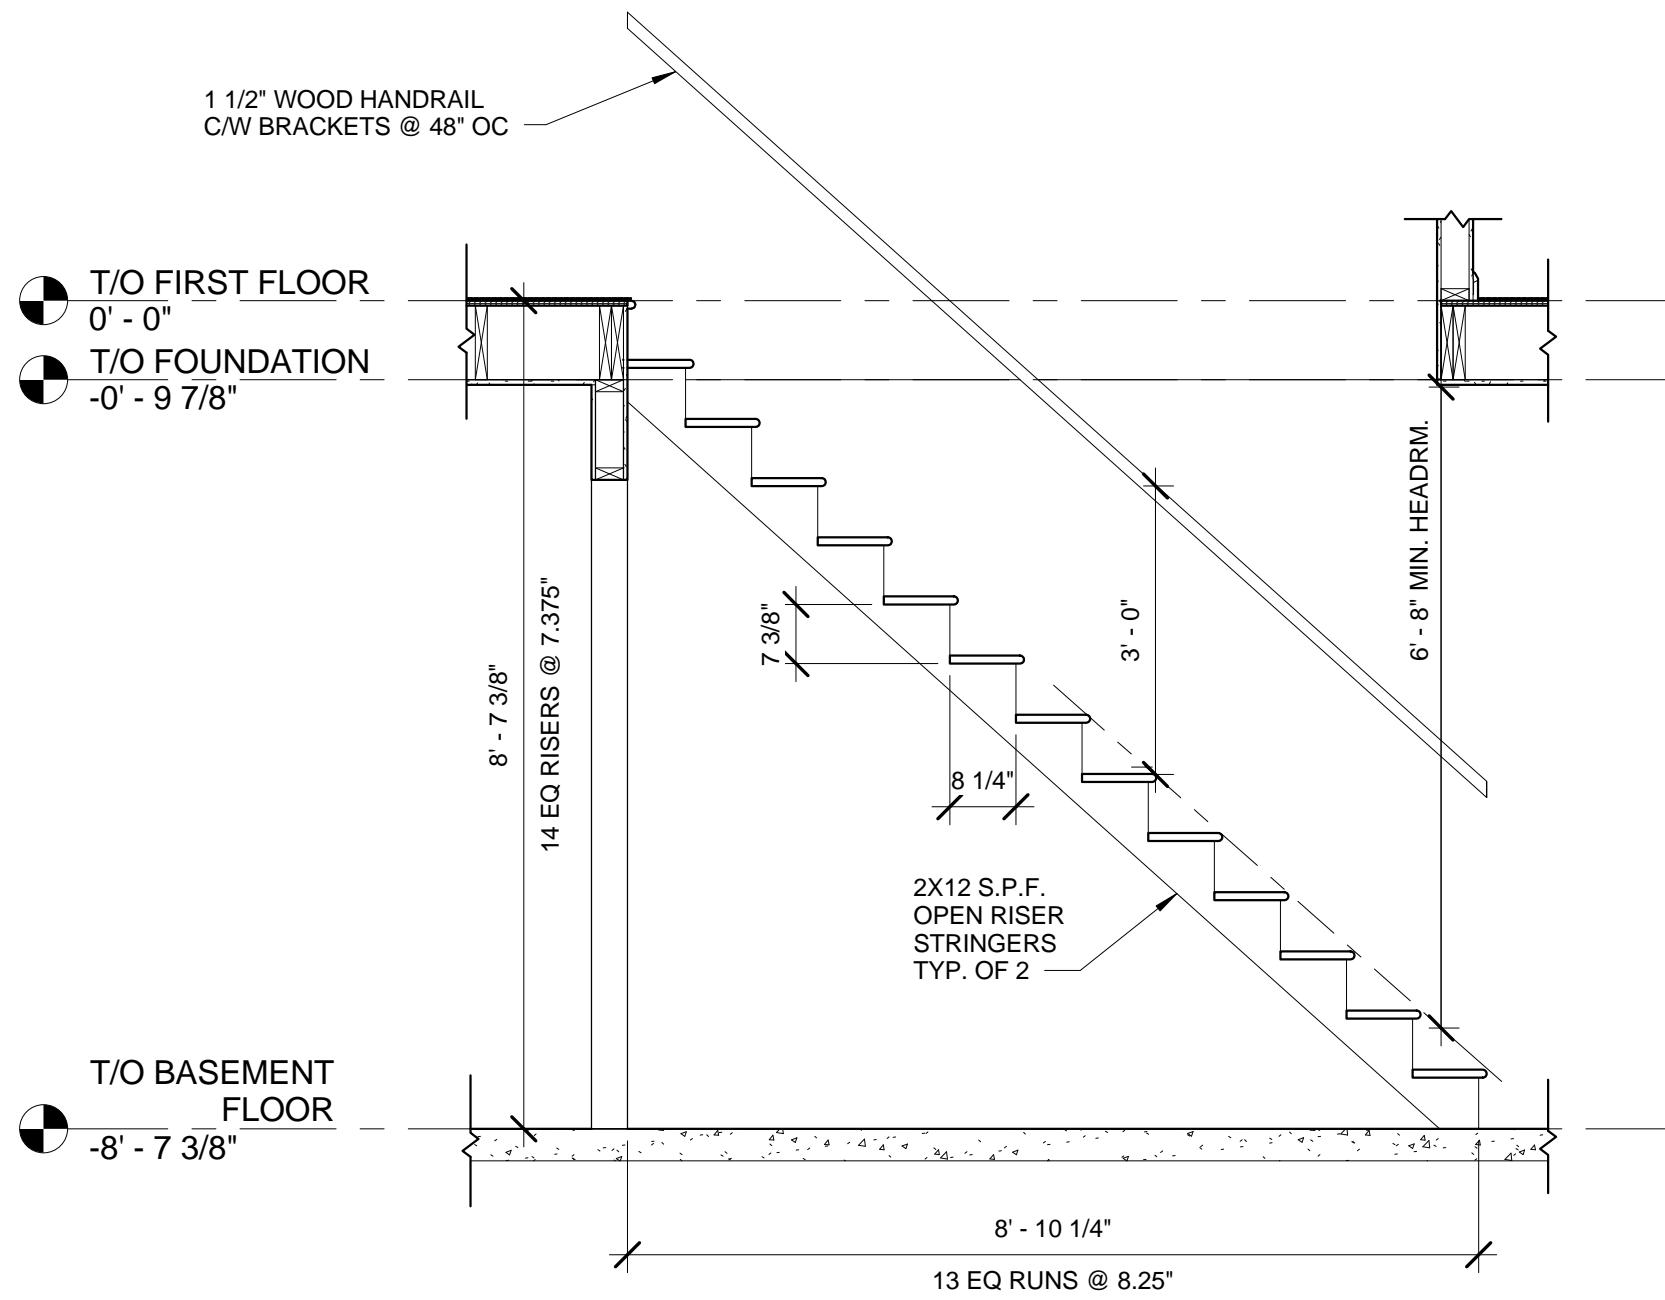 1 1/2" WOOD HANDRAIL
C/W BRACKETS @ 48" OC
T/O FIRST FLOOR
0' - 0"
T/O FOUNDATION
-0' - 9 7/8"
8' - 7 3/8"
14 EQ RISERS @ 7.375"
7 3/8"
8 1/4"
3' - 0"
6' - 8" MIN. HEADRM.
2X12 S.P.F.
OPEN RISER
STRINGERS
TYP. OF 2
T/O BASEMENT
FLOOR
-8' - 7 3/8"
8' - 10 1/4"
13 EQ RUNS @ 8.25"